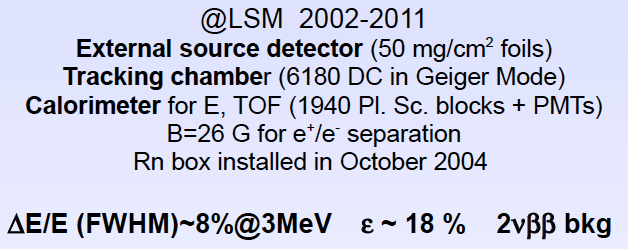 @LSM 2002-2011
External source detector (50 mg/cm² foils)
Tracking chamber (6180 DC in Geiger Mode)
Calorimeter for E, TOF (1940 Pl. Sc. blocks + PMTs)
B=26 G for e⁺/e⁻ separation
Rn box installed in October 2004
ΔE/E (FWHM)~8%@3MeV ε ~ 18 % 2νββ bkg